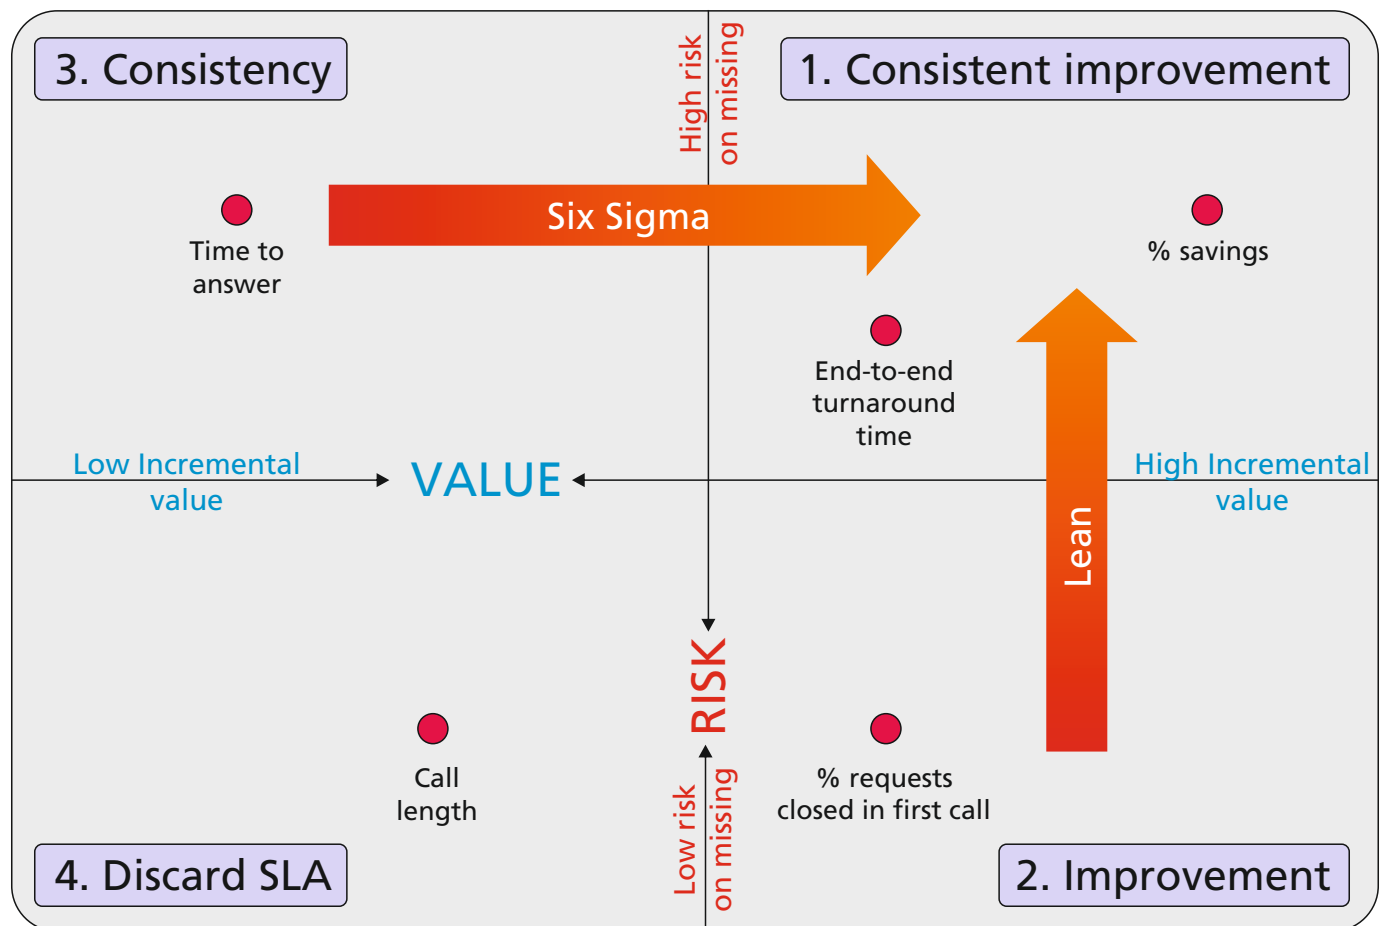 3. Consistency
High risk
on missing
1. Consistent improvement
Six Sigma
Time to
answer
% savings
End-to-end
turnaround
time
Low Incremental
value
VALUE
High Incremental
value
Lean
RISK
Call
length
Low risk
on missing
% requests
closed in first call
4. Discard SLA
2. Improvement